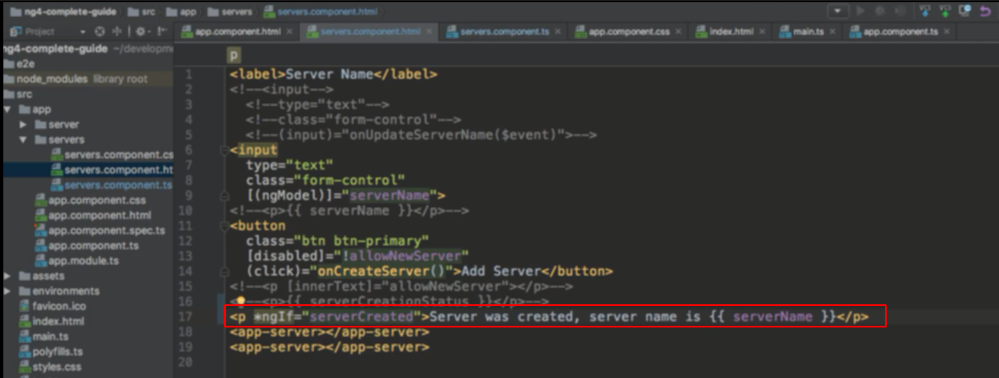 ng4-complete-guide src app servers servers.component.html
Project
app.component.html servers.component.html servers.component.ts app.component.css index.html main.ts app.component.ts
VCS VCS
ng4-complete-guide ~/developme
e2e
node_modules library root
src
app
server
servers
servers.component.cs
servers.component.ht
servers.component.ts
app.component.css
app.component.html
app.component.spec.ts
app.component.ts
app.module.ts
assets
environments
favicon.ico
index.html
main.ts
polyfills.ts
styles.css
p
1 <label>Server Name</label>
2 <!--<input-->
3 <!--type="text"-->
4 <!--class="form-control"-->
5 <!--(input)="onUpdateServerName($event)">-->
6 <input
7 type="text"
8 class="form-control"
9 [(ngModel)]="serverName">
10 <!--<p>{{ serverName }}</p>-->
11 <button
12 class="btn btn-primary"
13 [disabled]="!allowNewServer"
14 (click)="onCreateServer()">Add Server</button>
15 <!--<p [innerText]="allowNewServer"></p>-->
16 <!--<p>{{ serverCreationStatus }}</p>-->
17 <p *ngIf="serverCreated">Server was created, server name is {{ serverName }}</p>
18 <app-server></app-server>
19 <app-server></app-server>
20